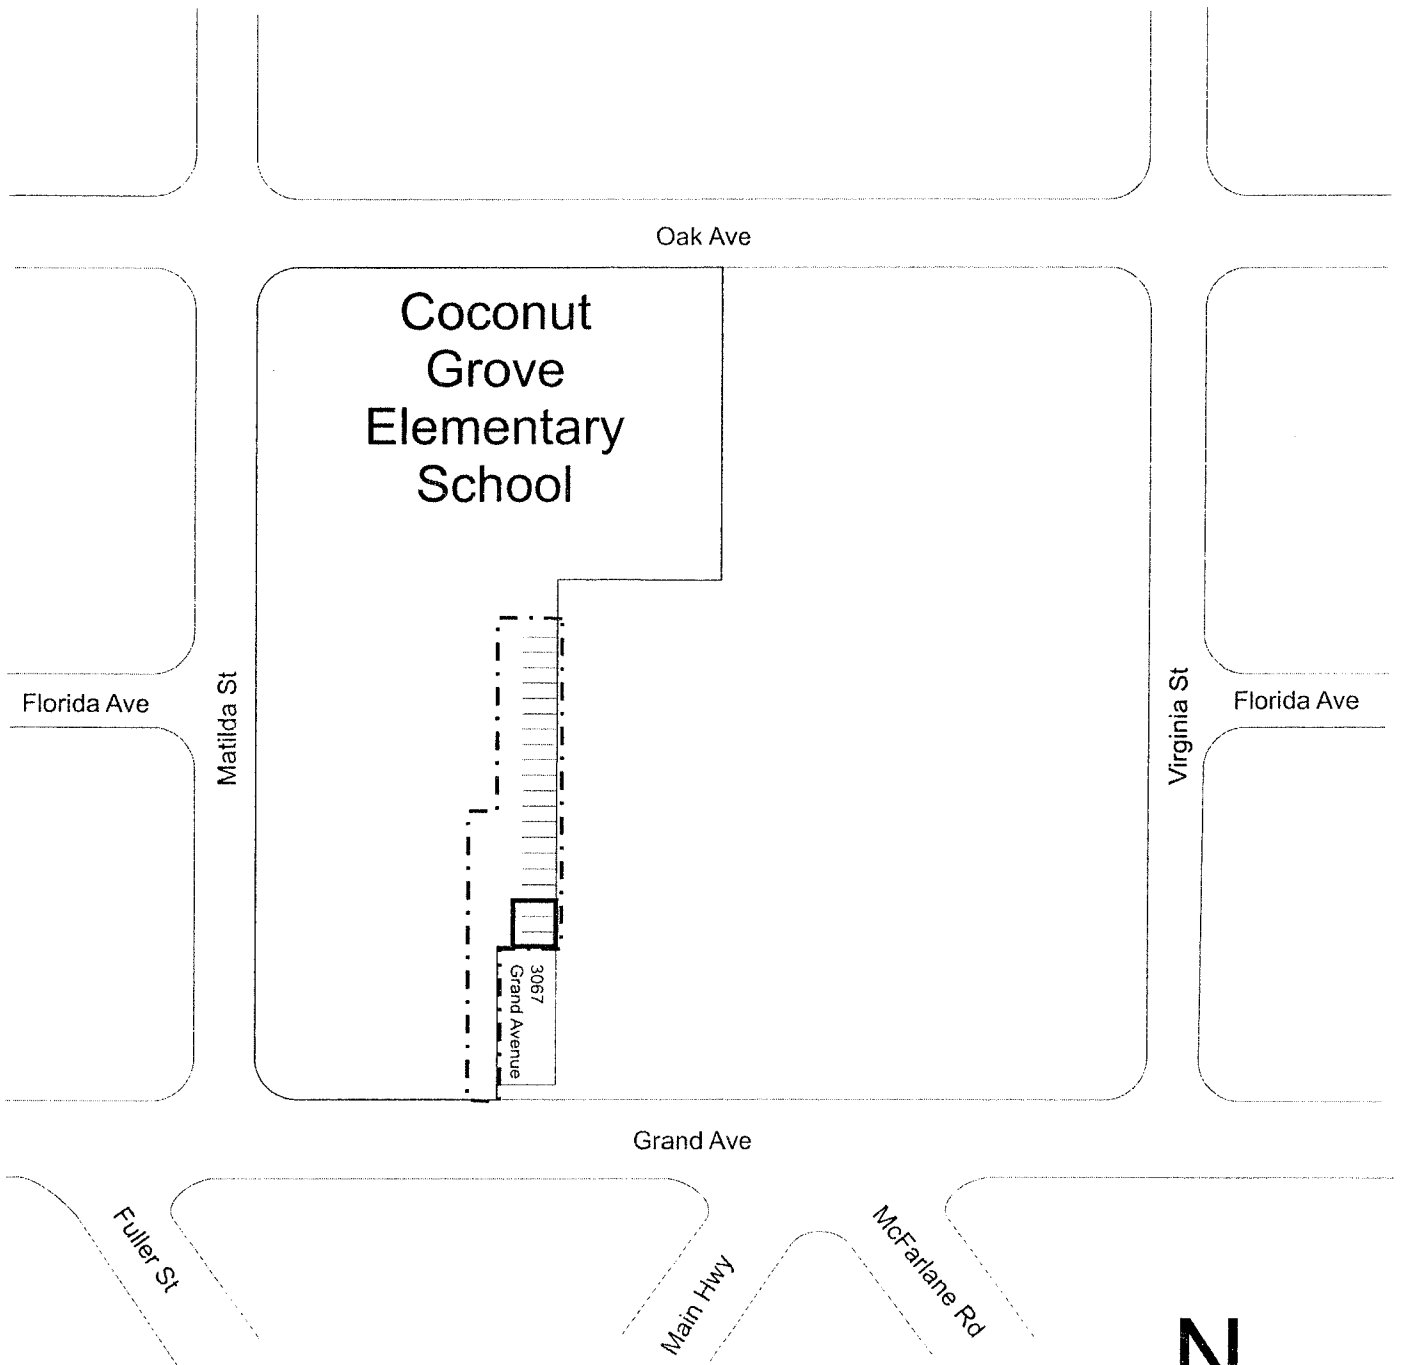 Oak Ave
Coconut
Grove
Elementary
School
Florida Ave
Matilda St
Virginia St
Florida Ave
3067
Grand Avenue
Grand Ave
Fuller St
Main Hwy
McFarlane Rd
N